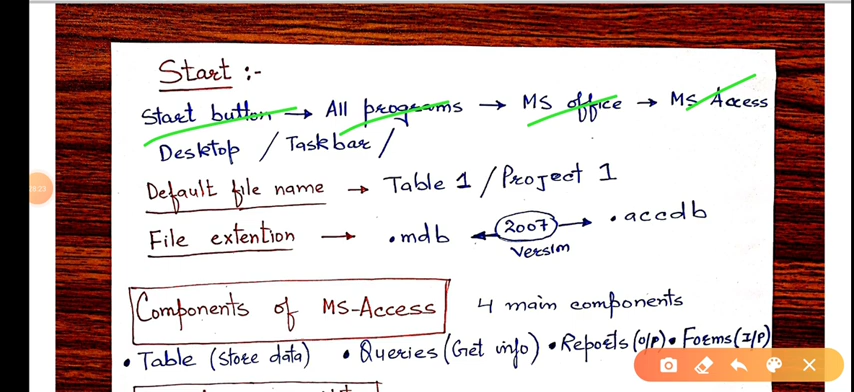 Start :-
Start button → All programs → MS office → MS Access
Desktop / Taskbar /
Default file name → Table 1 / Project 1
File extention → .mdb ← 2007 → .accdb
Version
Components of MS-Access 4 main components
• Table (store data) • Queries (Get info) • Reports (O/P) • Forms (I/P)